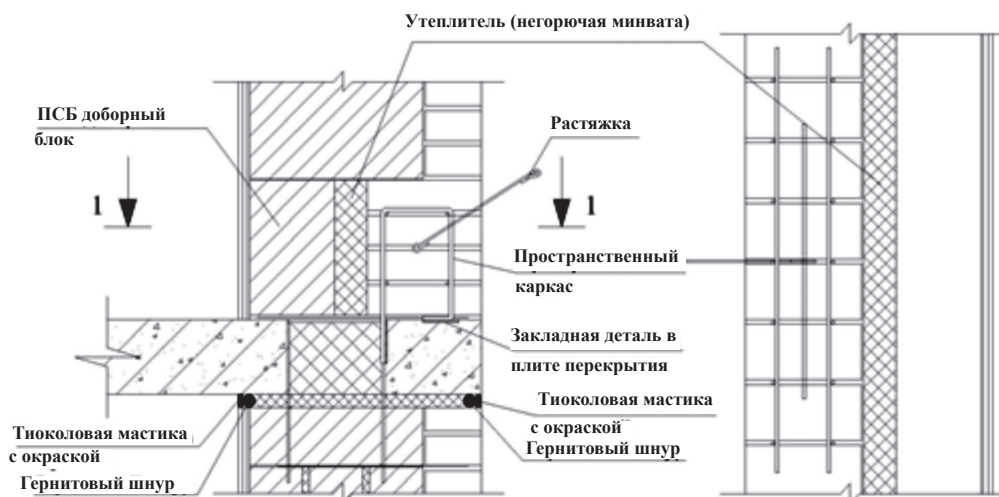 Утеплитель (негорючая минвата)
ПСБ доборный
блок
Растяжка
1
1
Пространственный
каркас
Закладная деталь в
плите перекрытия
Тиоколовая мастика
с окраской
Гернитовый шнур
Тиоколовая мастика
с окраской
Гернитовый шнур